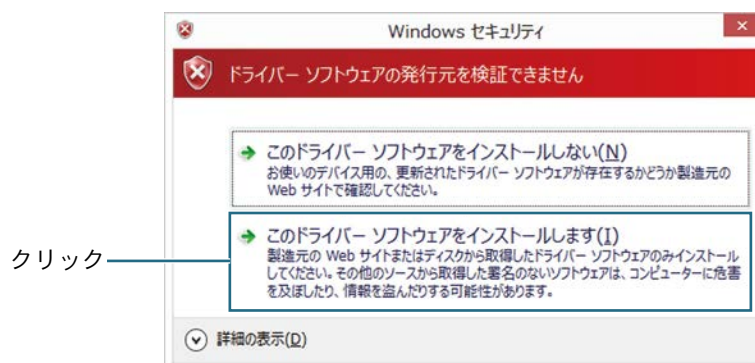 Windows セキュリティ
ドライバー ソフトウェアの発行元を検証できません
このドライバー ソフトウェアをインストールしない(N)
お使いのデバイス用の、更新されたドライバー ソフトウェアが存在するかどうか製造元の
Web サイトで確認してください。
クリック
このドライバー ソフトウェアをインストールします(I)
製造元の Web サイトまたはディスクから取得したドライバー ソフトウェアのみインストール
してください。その他のソースから取得した署名のないソフトウェアは、コンピューターに危害
を及ぼしたり、情報を盗んだりする可能性があります。
詳細の表示(D)